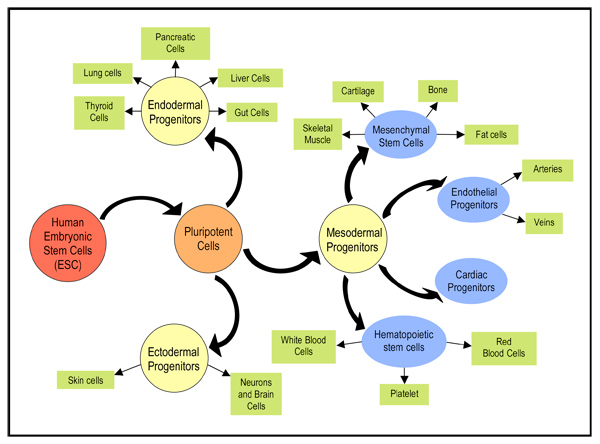 Pancreatic
Cells
Lung cells
Liver Cells
Thyroid
Cells
Endodermal
Progenitors
Gut Cells
Cartilage
Bone
Skeletal
Muscle
Mesenchymal
Stem Cells
Fat cells
Arteries
Endothelial
Progenitors
Veins
Human
Embryonic
Stem Cells
(ESC)
Pluripotent
Cells
Mesodermal
Progenitors
Cardiac
Progenitors
White Blood
Cells
Hematopoietic
stem cells
Red
Blood Cells
Platelet
Ectodermal
Progenitors
Skin cells
Neurons
and Brain
Cells